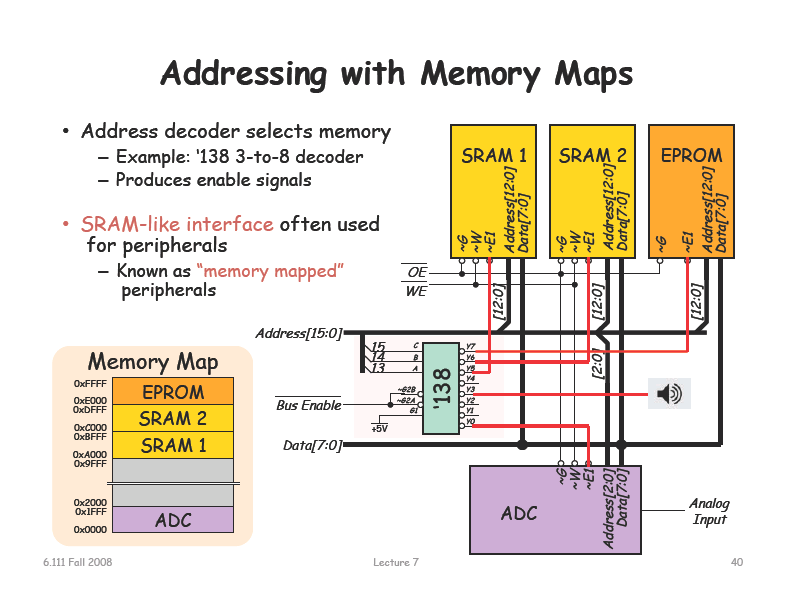 Addressing with Memory Maps
• Address decoder selects memory
– Example: '138 3-to-8 decoder
– Produces enable signals
• SRAM-like interface often used
for peripherals
– Known as "memory mapped"
peripherals
SRAM 1
~G
~W
~E1
Address[12:0]
Data[7:0]
SRAM 2
~G
~W
~E1
Address[12:0]
Data[7:0]
EPROM
~G
~E1
Address[12:0]
Data[7:0]
OE
WE
[12:0]
[12:0]
[12:0]
Address[15:0]
15
14
13
C
B
A
~G2B
~G2A
G1
+5V
'138
Y7
Y6
Y5
Y4
Y3
Y2
Y1
Y0
[2:0]
Bus Enable
Data[7:0]
~G
~W
~E1
Address[2:0]
Data[7:0]
ADC
Analog
Input
Memory Map
0xFFFF
EPROM
0xE000
0xDFFF
SRAM 2
0xC000
0xBFFF
SRAM 1
0xA000
0x9FFF
0x2000
0x1FFF
ADC
0x0000
6.111 Fall 2008
Lecture 7
40